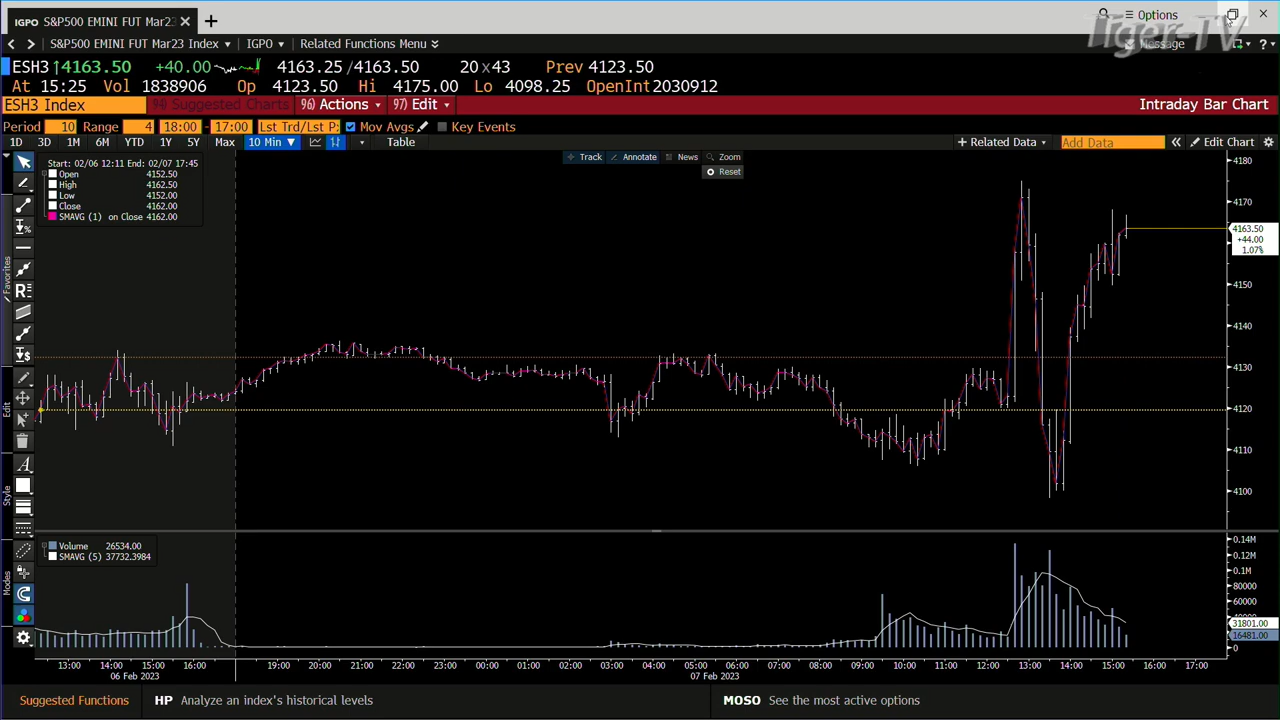 IGPO S&P500 EMINI FUT Mar23
Options
Tiger-TV
S&P500 EMINI FUT Mar23 Index IGPO Related Functions Menu
Message
ESH3 ↑4163.50 +40.00 4163.25/4163.50 20x43 Prev 4123.50
At 15:25 Vol 1838906 Op 4123.50 Hi 4175.00 Lo 4098.25 OpenInt 2030912
ESH3 Index 94) Suggested Charts 96) Actions 97) Edit Intraday Bar Chart
Period 10 Range 4 18:00 - 17:00 Lst Trd/Lst P: Mov Avgs Key Events
1D 3D 1M 6M YTD 1Y 5Y Max 10 Min ▼ Table + Related Data Add Data « Edit Chart
Track Annotate News Zoom
Reset
Start: 02/06 12:11 End: 02/07 17:45
Open 4152.50
High 4162.50
Low 4152.00
Close 4162.00
SMAVG (1) on Close 4162.00
4180
4170
4163.50
+44.00
1.07%
4150
4140
4130
4120
4110
4100
Favorites
Edit
Style
Modes
Volume 26534.00
SMAVG (5) 37732.3984
0.14M
0.12M
0.1M
80000
60000
31801.00
16481.00
0
13:00 14:00 15:00 16:00 19:00 20:00 21:00 22:00 23:00 00:00 01:00 02:00 03:00 04:00 05:00 06:00 07:00 08:00 09:00 10:00 11:00 12:00 13:00 14:00 15:00 16:00 17:00
06 Feb 2023 07 Feb 2023
Suggested Functions HP Analyze an index's historical levels MOSO See the most active options